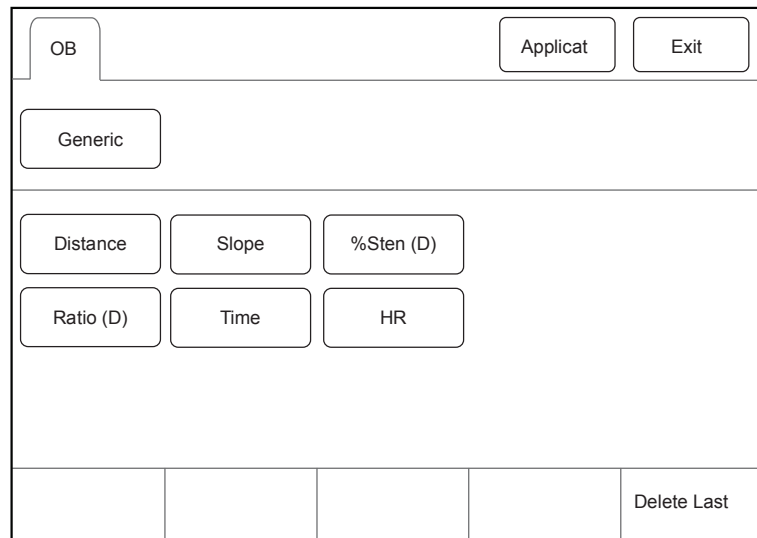 OB Applicat Exit
Generic
Distance Slope %Sten (D)
Ratio (D) Time HR
Delete Last